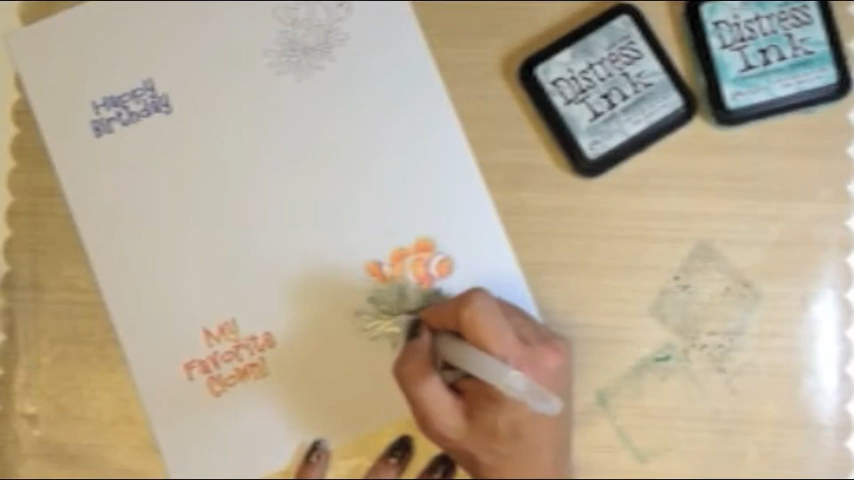 Happy
Birthday
Distress
Ink
Distress
Ink
My
Favorite
Clown!